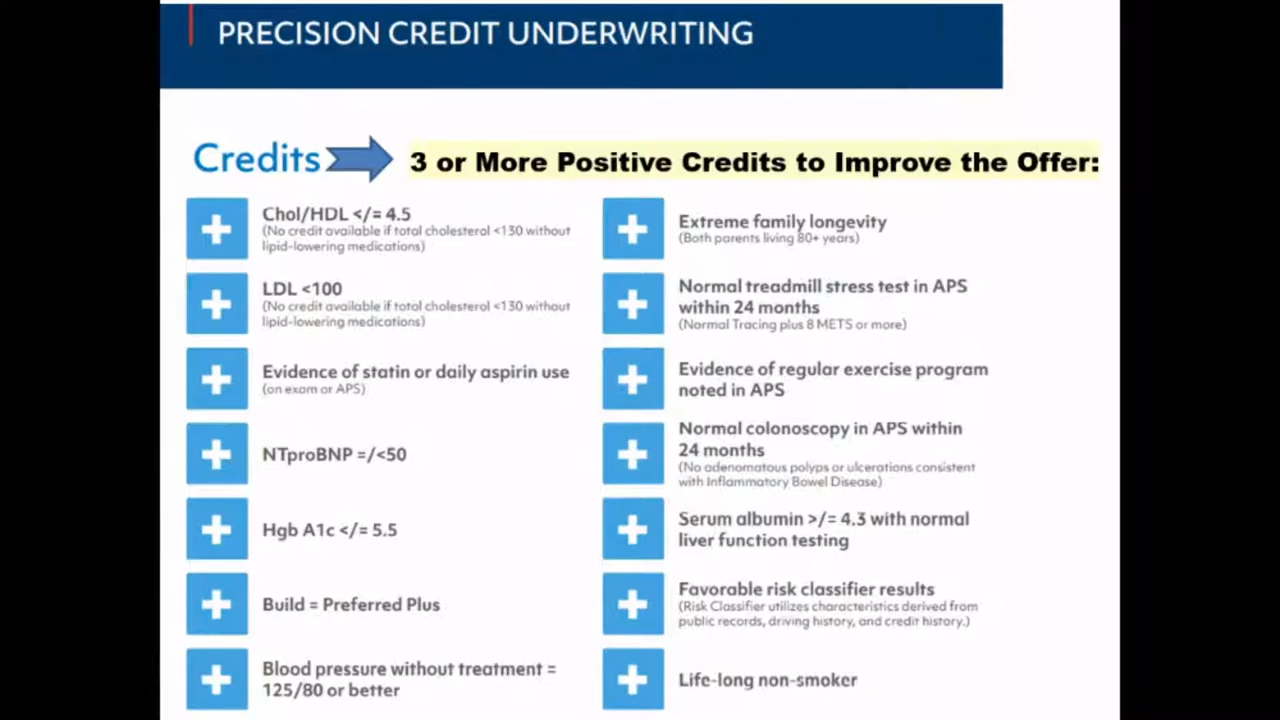 PRECISION CREDIT UNDERWRITING
Credits
3 or More Positive Credits to Improve the Offer:
Chol/HDL </= 4.5
(No credit available if total cholesterol <130 without
lipid-lowering medications)
LDL <100
(No credit available if total cholesterol <130 without
lipid-lowering medications)
Evidence of statin or daily aspirin use
(on exam or APS)
NTproBNP =/<50
Hgb A1c </= 5.5
Build = Preferred Plus
Blood pressure without treatment =
125/80 or better
Extreme family longevity
(Both parents living 80+ years)
Normal treadmill stress test in APS
within 24 months
(Normal Tracing plus 8 METS or more)
Evidence of regular exercise program
noted in APS
Normal colonoscopy in APS within
24 months
(No adenomatous polyps or ulcerations consistent
with Inflammatory Bowel Disease)
Serum albumin >/= 4.3 with normal
liver function testing
Favorable risk classifier results
(Risk Classifier utilizes characteristics derived from
public records, driving history, and credit history.)
Life-long non-smoker